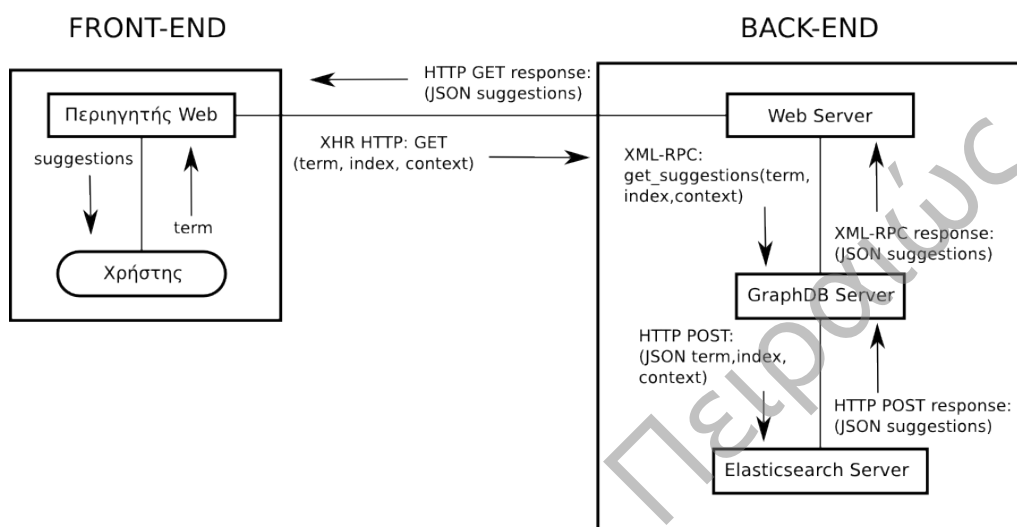 FRONT-END
BACK-END
HTTP GET response:
(JSON suggestions)
Περιηγητής Web
Web Server
XHR HTTP: GET
(term, index, context)
suggestions
term
Χρήστης
XML-RPC:
get_suggestions(term,
index,context)
XML-RPC response:
(JSON suggestions)
GraphDB Server
HTTP POST:
(JSON term,index,
context)
HTTP POST response:
(JSON suggestions)
Elasticsearch Server
Πειραιώς